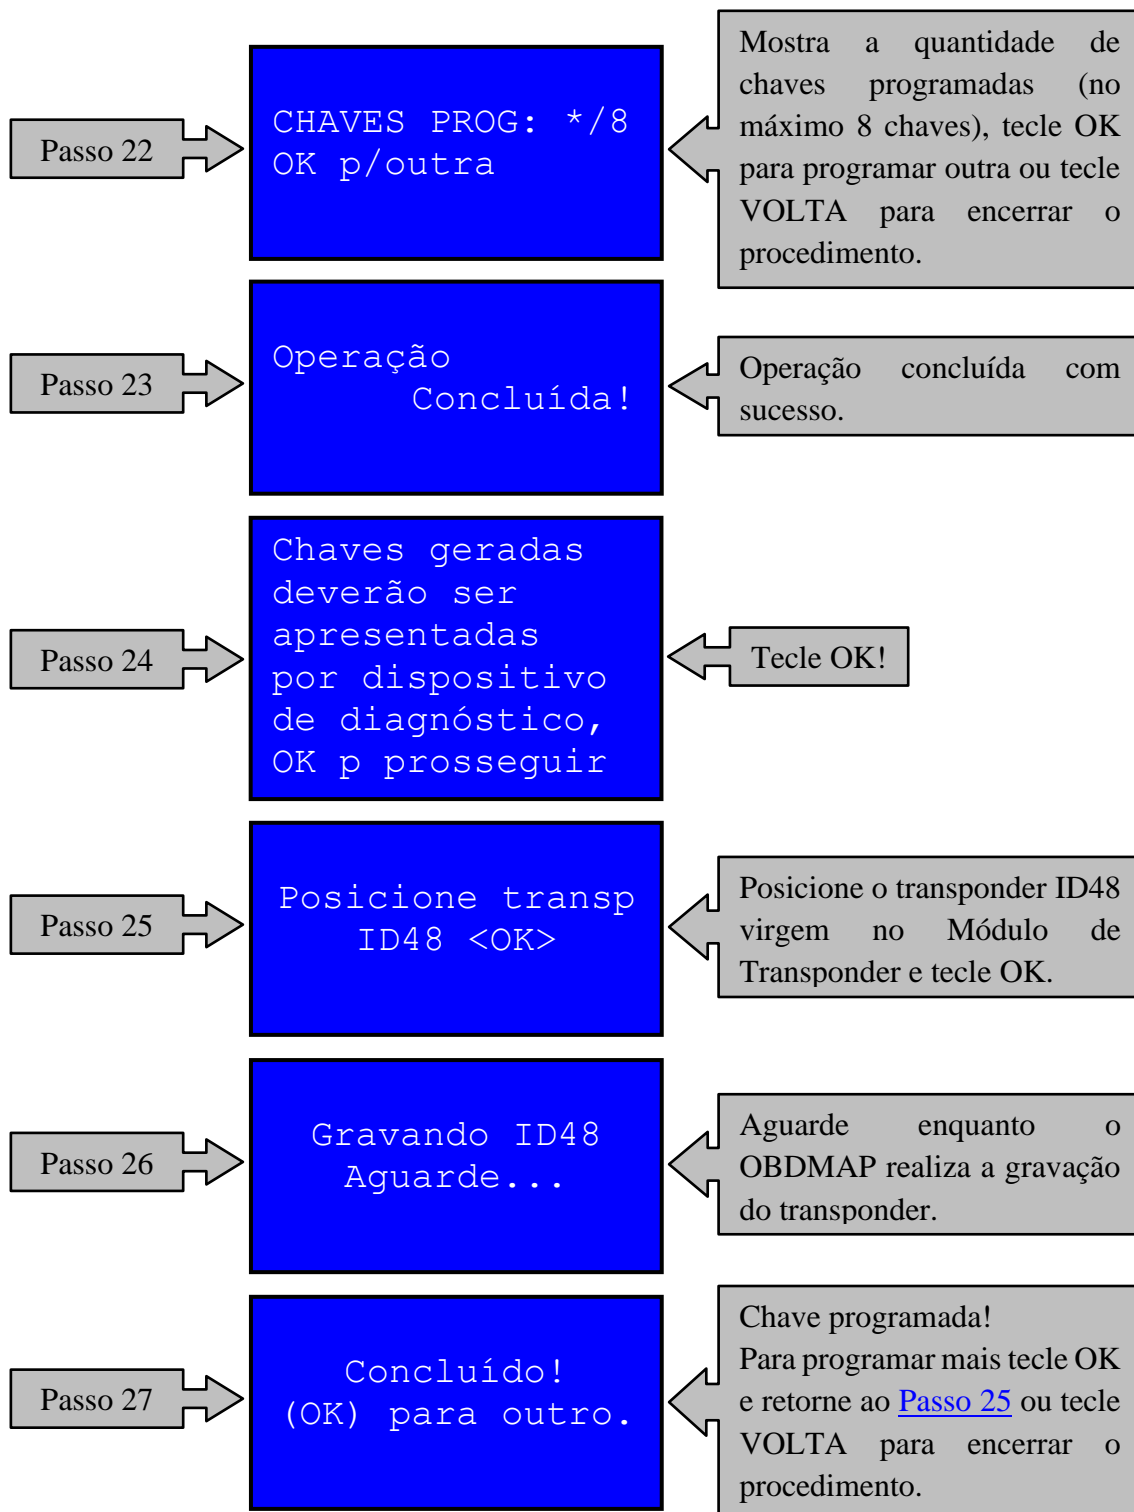 Passo 22
CHAVES PROG: */8
OK p/outra
Mostra a quantidade de
chaves programadas (no
máximo 8 chaves), tecle OK
para programar outra ou tecle
VOLTA para encerrar o
procedimento.
Passo 23
Operação
Concluída!
Operação concluída com
sucesso.
Passo 24
Chaves geradas
deverão ser
apresentadas
por dispositivo
de diagnóstico,
OK p prosseguir
Tecle OK!
Passo 25
Posicione transp
ID48 <OK>
Posicione o transponder ID48
virgem no Módulo de
Transponder e tecle OK.
Passo 26
Gravando ID48
Aguarde...
Aguarde enquanto o
OBDMAP realiza a gravação
do transponder.
Passo 27
Concluído!
(OK) para outro.
Chave programada!
Para programar mais tecle OK
e retorne ao Passo 25 ou tecle
VOLTA para encerrar o
procedimento.